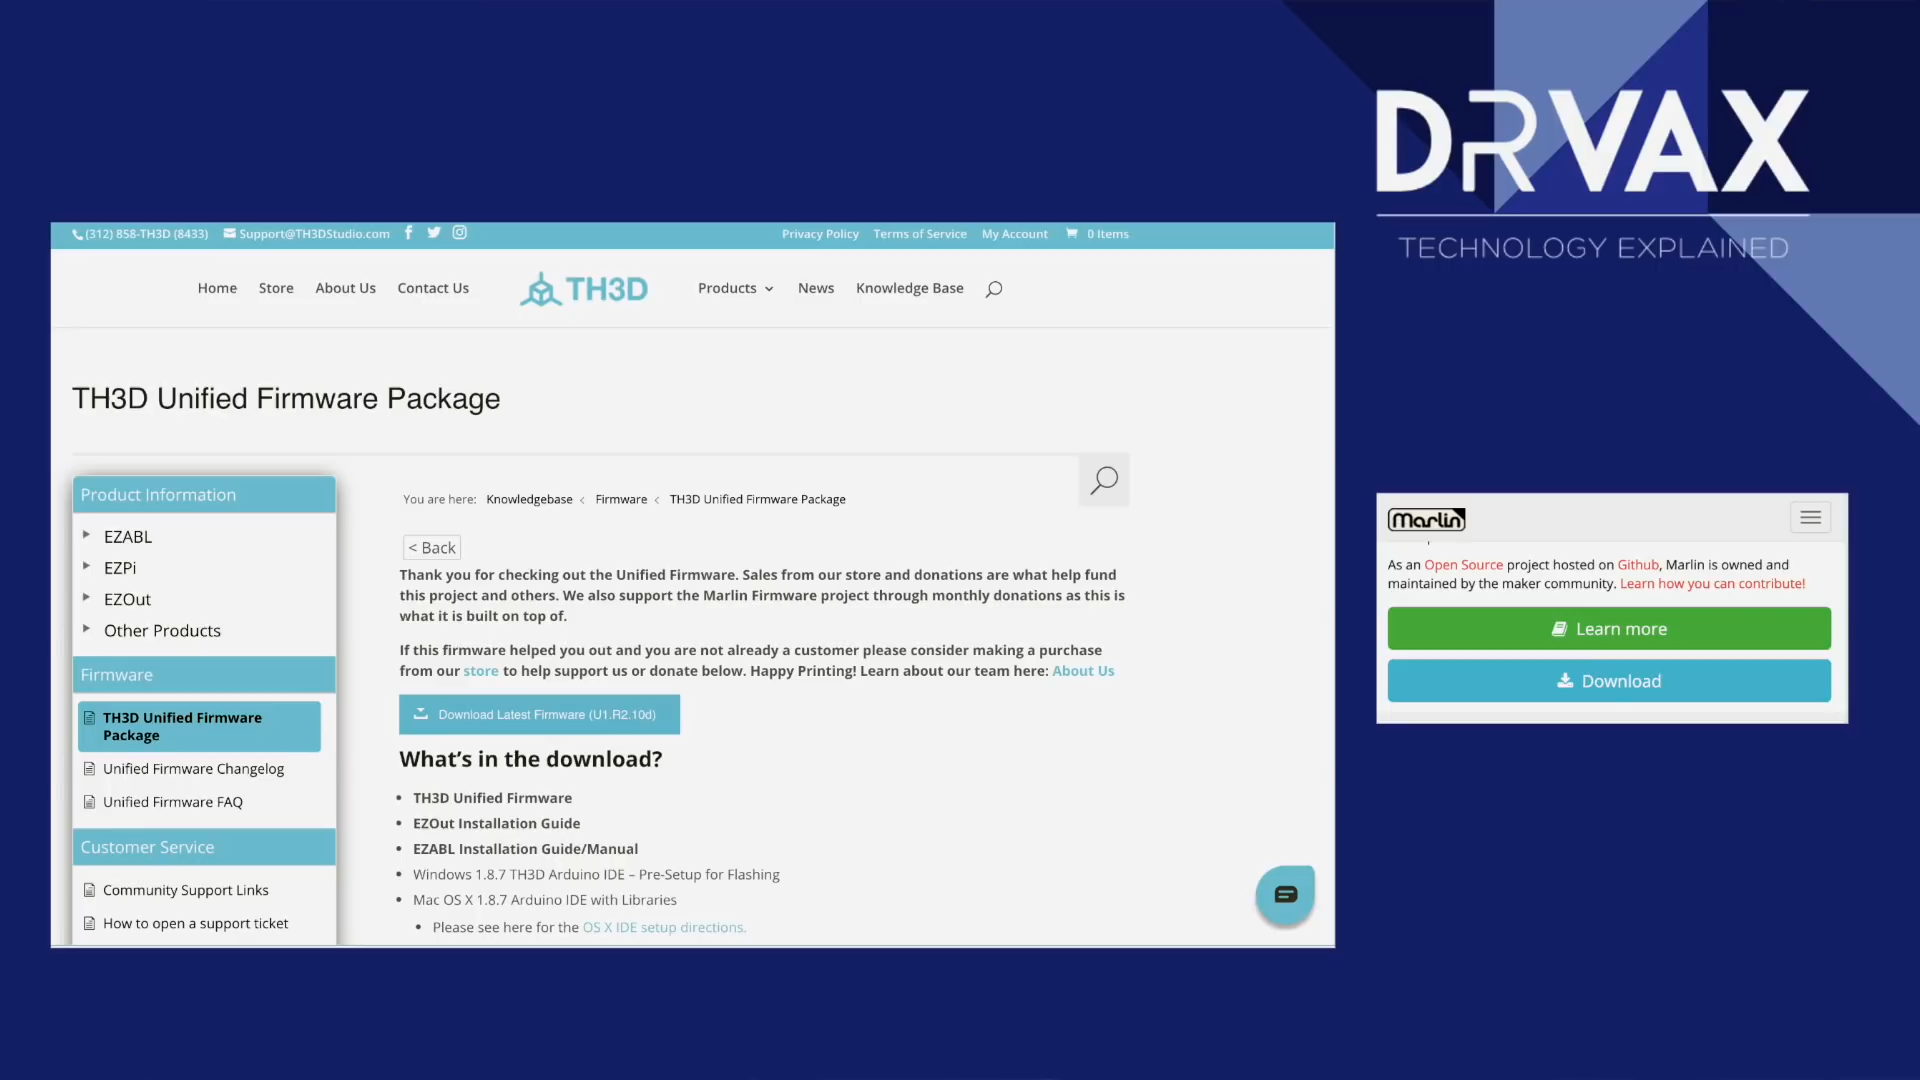 DRVAX
TECHNOLOGY EXPLAINED
(312) 858-TH3D (8433) Support@TH3DStudio.com Privacy Policy Terms of Service My Account 0 Items
Home Store About Us Contact Us TH3D Products News Knowledge Base
TH3D Unified Firmware Package
Product Information
EZABL
EZPi
EZOut
Other Products
Firmware
TH3D Unified Firmware
Package
Unified Firmware Changelog
Unified Firmware FAQ
Customer Service
Community Support Links
How to open a support ticket
You are here: Knowledgebase < Firmware < TH3D Unified Firmware Package
< Back
Thank you for checking out the Unified Firmware. Sales from our store and donations are what help fund
this project and others. We also support the Marlin Firmware project through monthly donations as this is
what it is built on top of.
If this firmware helped you out and you are not already a customer please consider making a purchase
from our store to help support us or donate below. Happy Printing! Learn about our team here: About Us
Download Latest Firmware (U1.R2.10d)
What's in the download?
• TH3D Unified Firmware
• EZOut Installation Guide
• EZABL Installation Guide/Manual
• Windows 1.8.7 TH3D Arduino IDE – Pre-Setup for Flashing
• Mac OS X 1.8.7 Arduino IDE with Libraries
• Please see here for the OS X IDE setup directions.
Marlin
As an Open Source project hosted on Github, Marlin is owned and
maintained by the maker community. Learn how you can contribute!
Learn more
Download